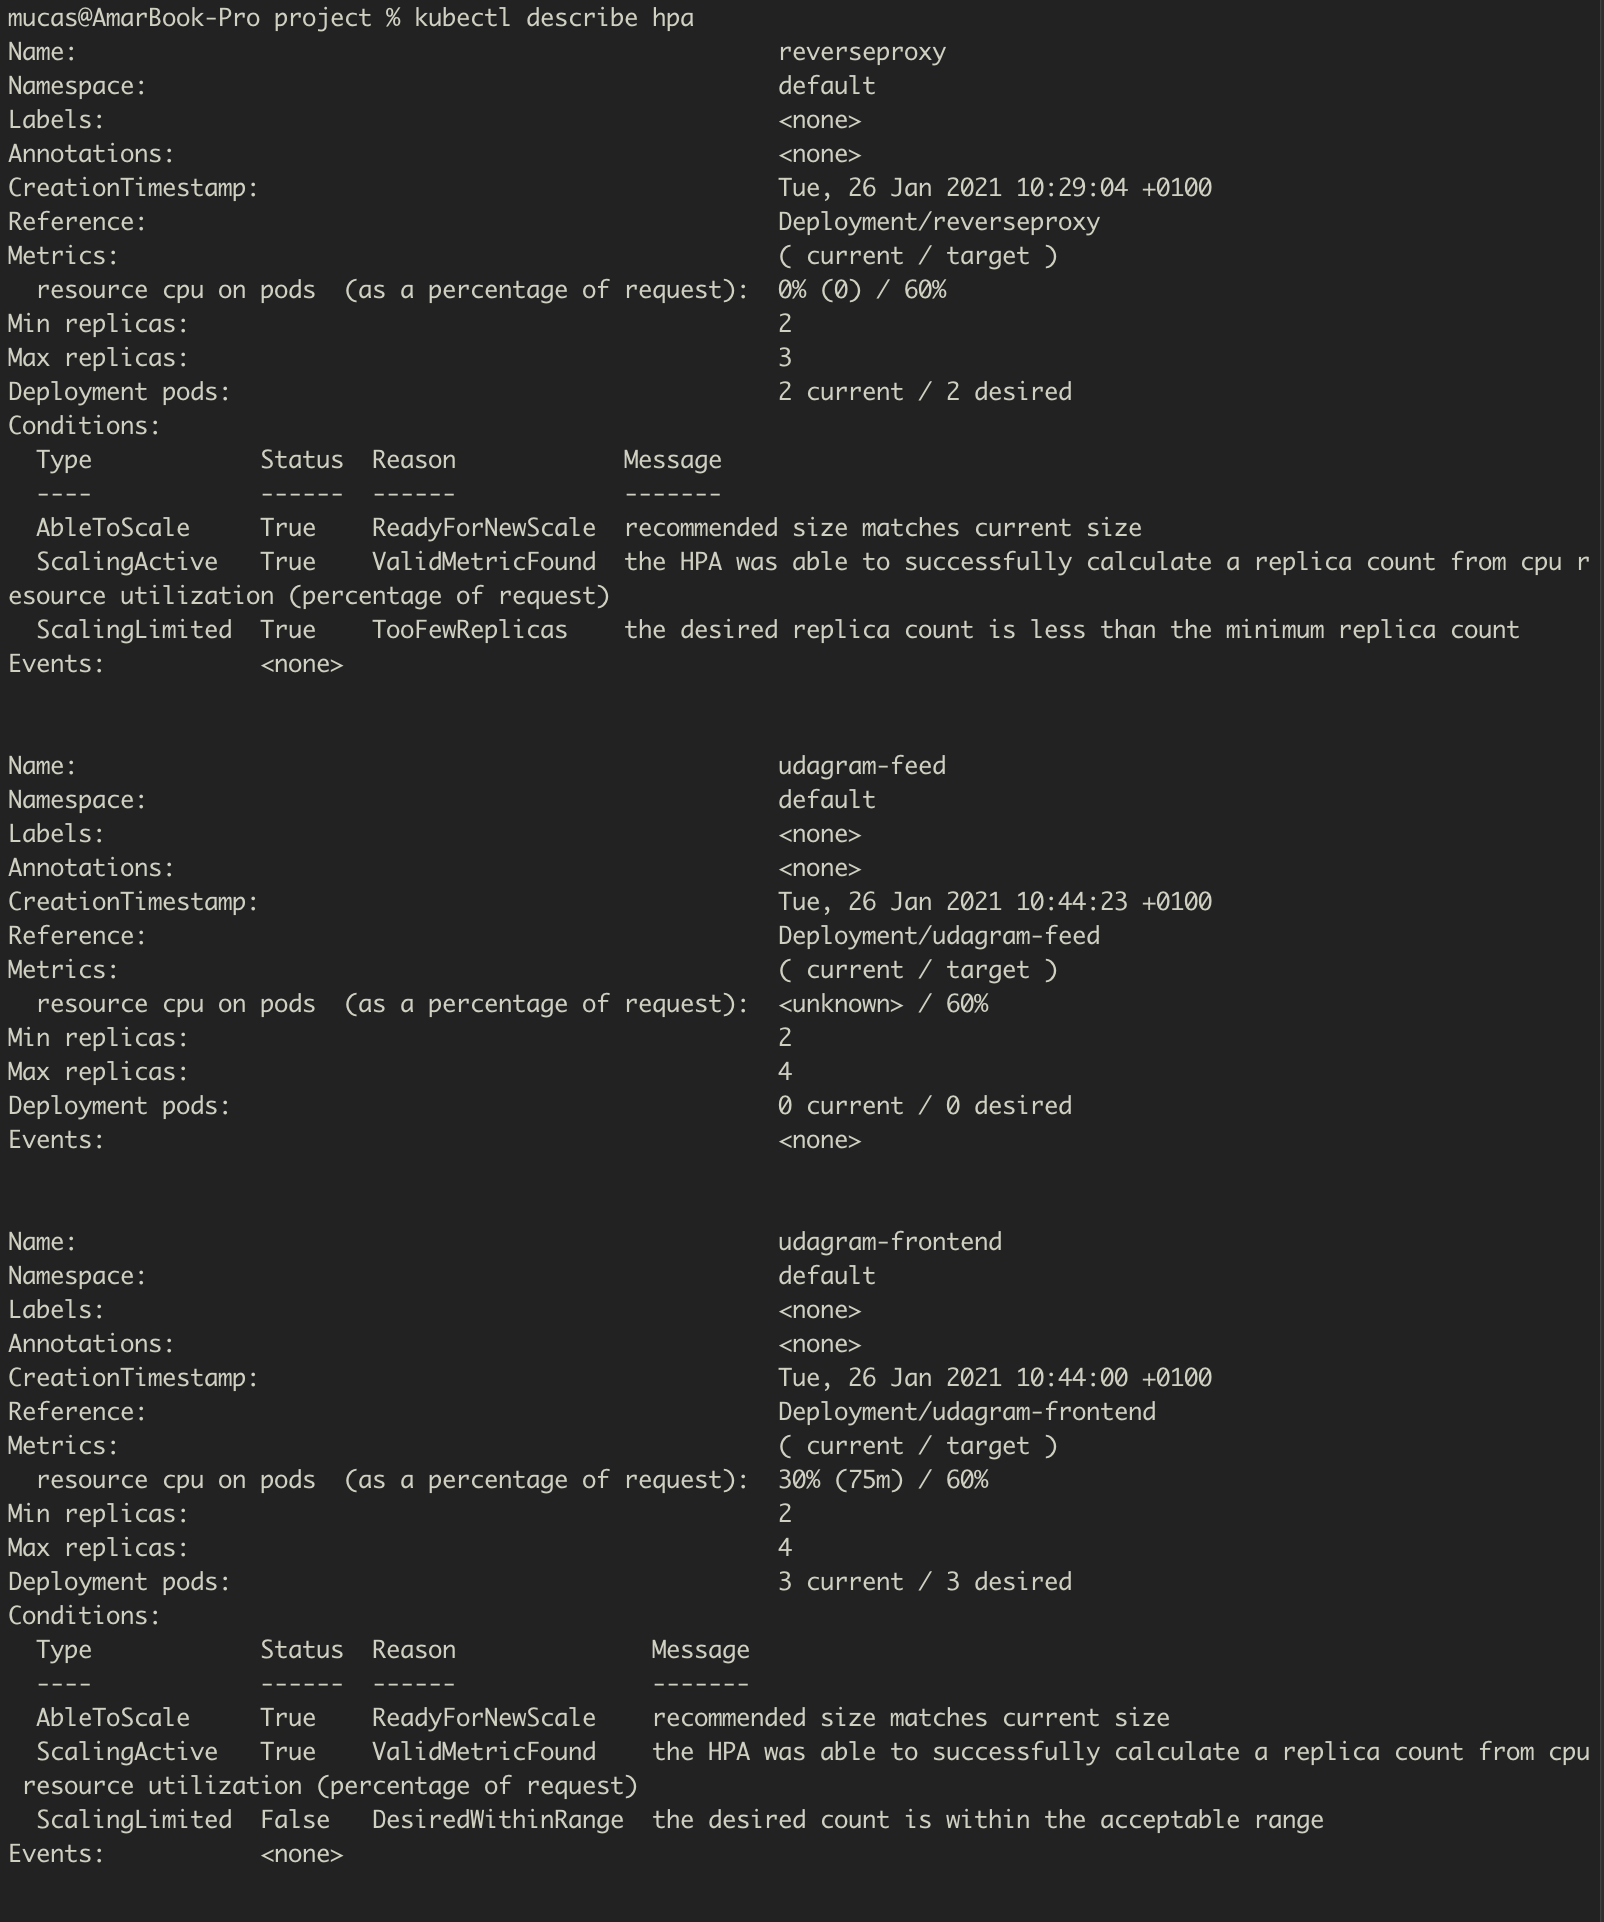 mucas@AmarBook-Pro project % kubectl describe hpa
Name:                                                  reverseproxy
Namespace:                                             default
Labels:                                                <none>
Annotations:                                           <none>
CreationTimestamp:                                     Tue, 26 Jan 2021 10:29:04 +0100
Reference:                                             Deployment/reverseproxy
Metrics:                                               ( current / target )
  resource cpu on pods  (as a percentage of request):  0% (0) / 60%
Min replicas:                                          2
Max replicas:                                          3
Deployment pods:                                       2 current / 2 desired
Conditions:
  Type            Status  Reason            Message
  ----            ------  ------            -------
  AbleToScale     True    ReadyForNewScale  recommended size matches current size
  ScalingActive   True    ValidMetricFound  the HPA was able to successfully calculate a replica count from cpu r
esource utilization (percentage of request)
  ScalingLimited  True    TooFewReplicas    the desired replica count is less than the minimum replica count
Events:           <none>
Name:                                                  udagram-feed
Namespace:                                             default
Labels:                                                <none>
Annotations:                                           <none>
CreationTimestamp:                                     Tue, 26 Jan 2021 10:44:23 +0100
Reference:                                             Deployment/udagram-feed
Metrics:                                               ( current / target )
  resource cpu on pods  (as a percentage of request):  <unknown> / 60%
Min replicas:                                          2
Max replicas:                                          4
Deployment pods:                                       0 current / 0 desired
Events:                                                <none>
Name:                                                  udagram-frontend
Namespace:                                             default
Labels:                                                <none>
Annotations:                                           <none>
CreationTimestamp:                                     Tue, 26 Jan 2021 10:44:00 +0100
Reference:                                             Deployment/udagram-frontend
Metrics:                                               ( current / target )
  resource cpu on pods  (as a percentage of request):  30% (75m) / 60%
Min replicas:                                          2
Max replicas:                                          4
Deployment pods:                                       3 current / 3 desired
Conditions:
  Type            Status  Reason              Message
  ----            ------  ------              -------
  AbleToScale     True    ReadyForNewScale    recommended size matches current size
  ScalingActive   True    ValidMetricFound    the HPA was able to successfully calculate a replica count from cpu
 resource utilization (percentage of request)
  ScalingLimited  False   DesiredWithinRange  the desired count is within the acceptable range
Events:           <none>